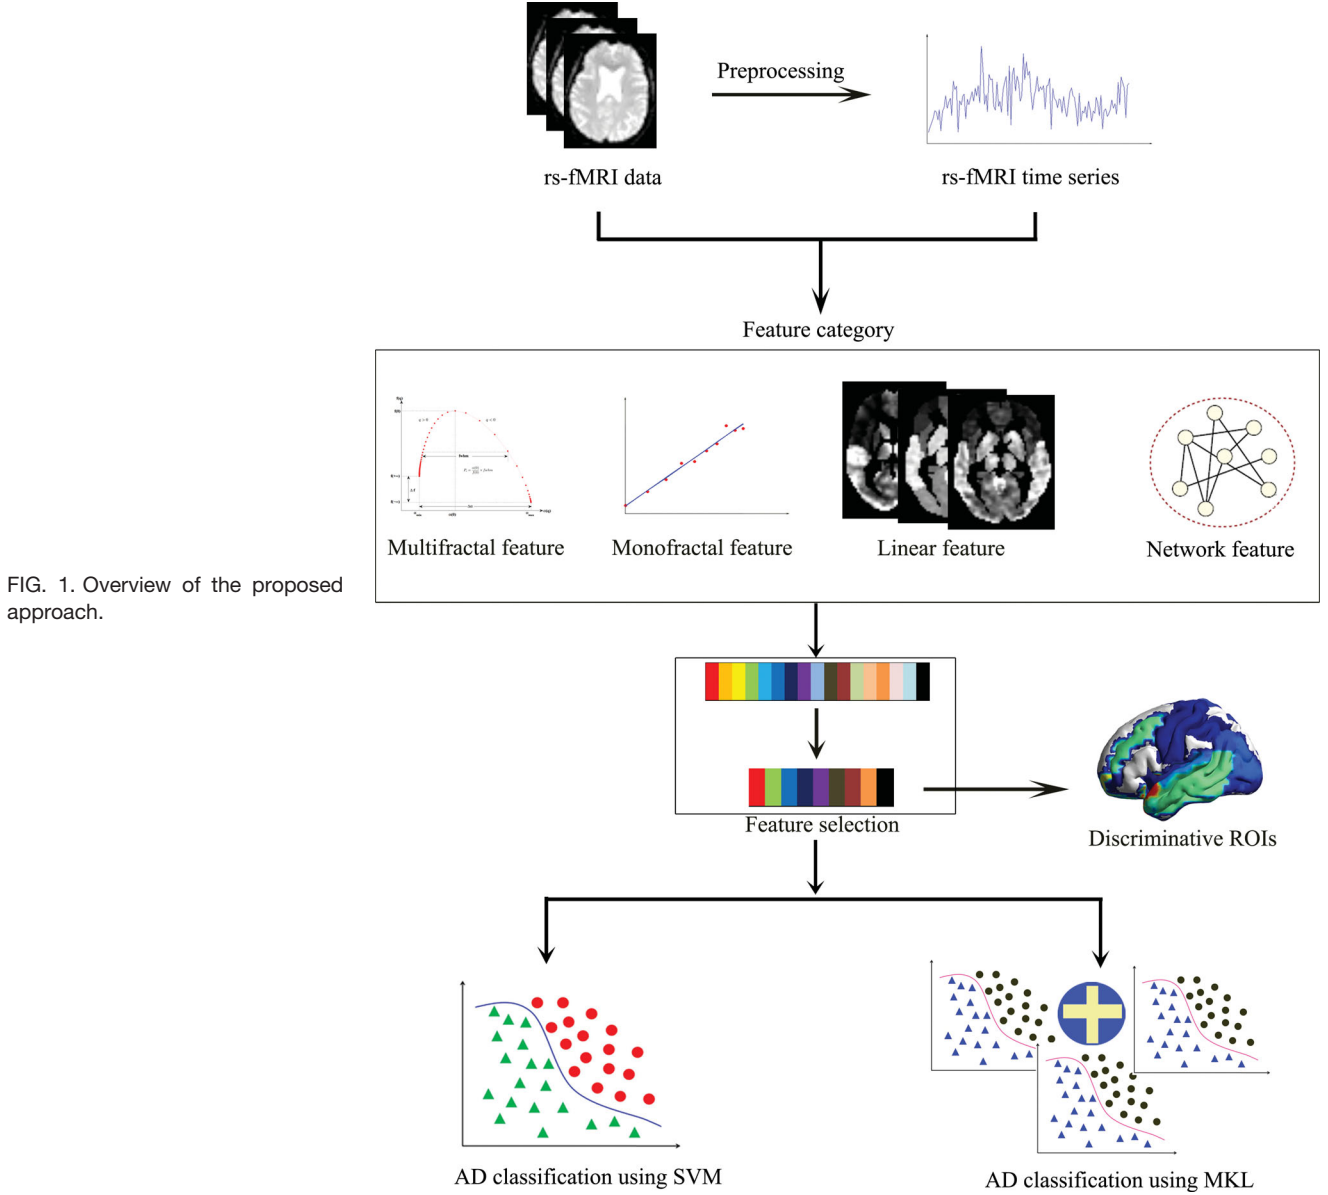 Preprocessing
rs-fMRI data
rs-fMRI time series
Feature category
Multifractal feature
Monofractal feature
Linear feature
Network feature
FIG. 1. Overview of the proposed
approach.
Feature selection
Discriminative ROIs
AD classification using SVM
AD classification using MKL